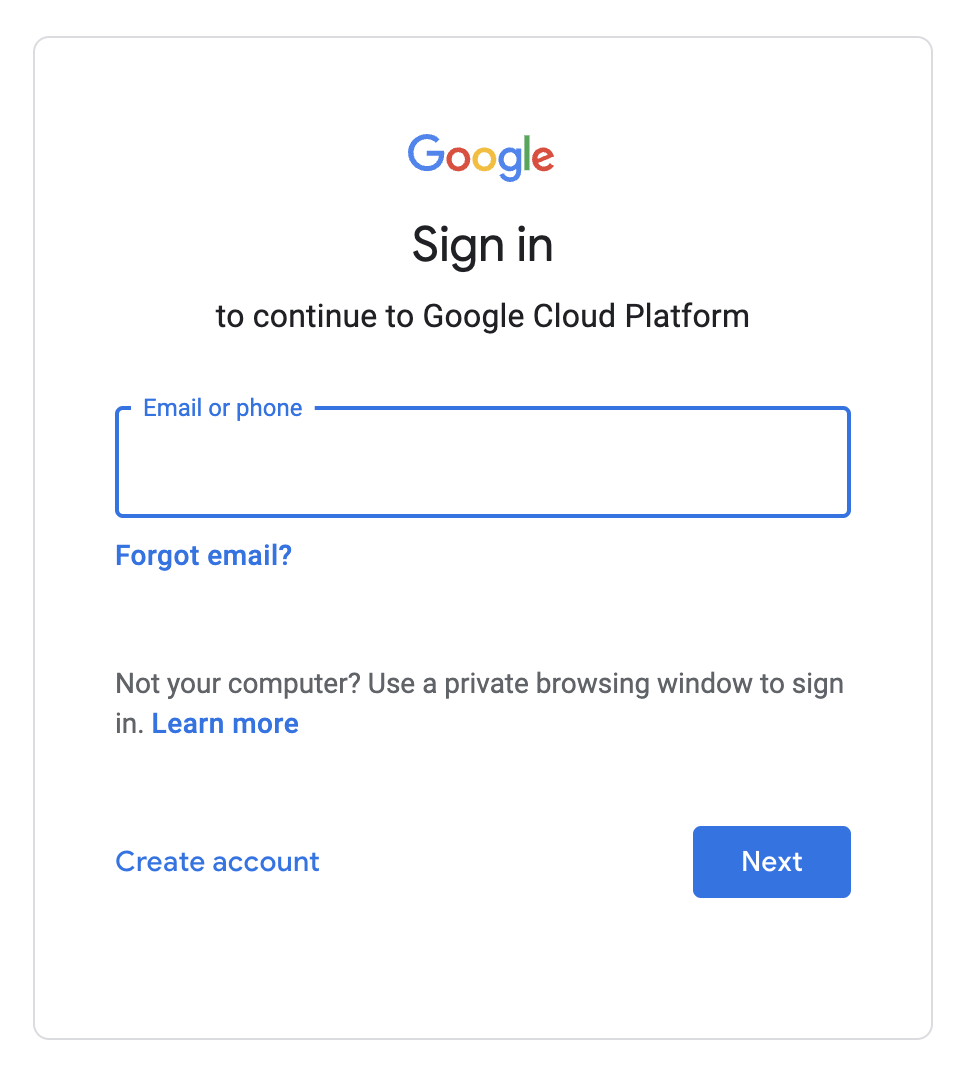 Google
Sign in
to continue to Google Cloud Platform
Email or phone
Forgot email?
Not your computer? Use a private browsing window to sign
in. Learn more
Create account
Next